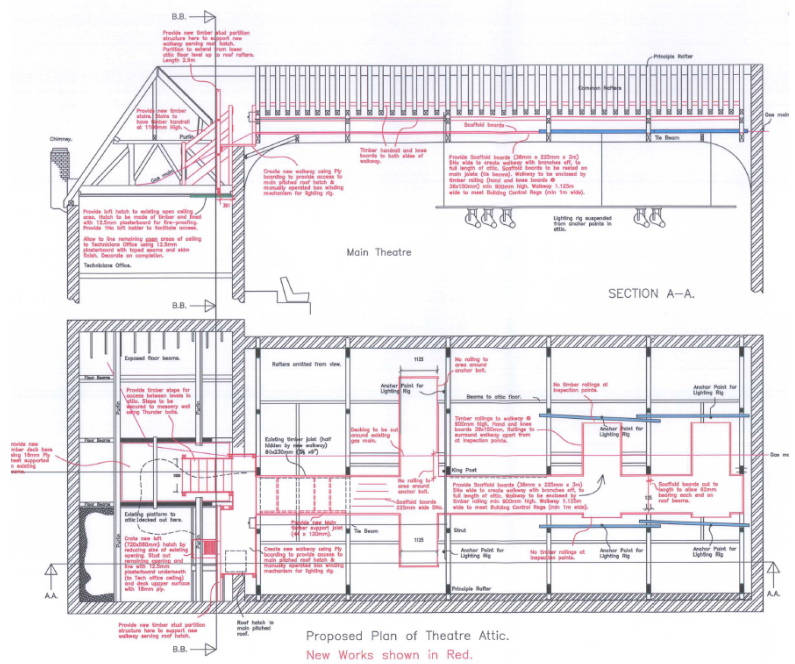 B.B.
Provide new timber stud partition
structure here to support new
walkway serving roof hatch.
Partition to extend from lower
attic floor level up to roof rafters.
Length 2.9m
Principle Rafter
Common Rafters
Provide new timber
stairs. Stairs to
have timber handrail
at 1100mm high.
Chimney.
Purlin
Gas main
Gas main
Scaffold boards
Tie Beam
Timber handrail and knee
boards to both sides of
walkway.
Create new walkway using Ply
boarding to provide access to
main pitched roof hatch &
manually operated box winding
mechanism for lighting rig.
Provide Scaffold boards (38mm x 225mm x 3m)
5No wide to create walkway with branches off, to
full length of attic. Scaffold boards to be rested on
main joists (tie beams). Walkway to be enclosed by
timber railing (hand and knee boards @
38x150mm) min 900mm high. Walkway 1.125m
wide to meet Building Control Regs (min 1m wide).
Provide loft hatch to existing open ceiling
area. Hatch to be made of timber and lined
with 12.5mm plasterboard for fire-proofing.
Provide 1No loft ladder to facilitate access.
Allow to line remaining open areas of ceiling
to Technicians Office using 12.5mm
plasterboard with taped seams and skim
finish. Decorate on completion.
Technicians Office.
Main Theatre
Lighting rig suspended
from anchor points in
attic.
SECTION A-A.
B.B.
Exposed floor beams.
Rafters omitted from view.
1125
No railing to
area around
anchor bolt.
Floor Beams
Purlin
Purlin
Provide timber steps for
access between levels in
attic. Steps to be
secured to masonry wall
using Thunder bolts.
Anchor Point for
Lighting Rig
Beams to attic floor.
No timber railings at
inspection points.
Anchor Point for
Lighting Rig
Anchor Point for
Lighting Rig
Decking to be cut
around existing
gas main.
Timber railings to walkway @
900mm high. Hand and knee
boards 38x150mm. Railings to
surround walkway apart from
at inspection points.
Existing timber joist (half
hidden by new walkway)
King Post
Gas main
Floor Beams
No railing to
area around
anchor bolt.
Scaffold boards
225mm wide 5No.
Provide Scaffold boards (38mm x 225mm x 3m)
5No wide to create walkway with branches off, to
full length of attic. Walkway to be enclosed by
timber railing min 900mm high. Walkway 1.125m
wide to meet Building Control Regs (min 1m wide).
Scaffold boards cut to
length to allow 62mm
bearing each end on
roof beams.
125
Floor Beams
Existing platform to
attic decked out here.
Provide new Main
timber support joist
Tie Beam
Strut
Create new loft
hatch by
reducing size of existing
opening. Stud out
remaining opening and
line with 12.5mm
plasterboard underneath
(to Tech office ceiling)
and deck upper surface
with 18mm ply.
Purlin
Purlin
Create new walkway using Ply
boarding to provide access to
main pitched roof hatch &
manually operated box winding
mechanism for lighting rig.
1125
Anchor Point for
Lighting Rig
No timber railings at
inspection points.
Anchor Point for
Lighting Rig
Anchor Point for
Lighting Rig
A.A.
A.A.
Principle Rafter
Provide new timber stud partition
structure here to support new
walkway serving roof hatch.
Roof hatch in
main pitched
roof.
B.B.
Proposed Plan of Theatre Attic.
New Works shown in Red.